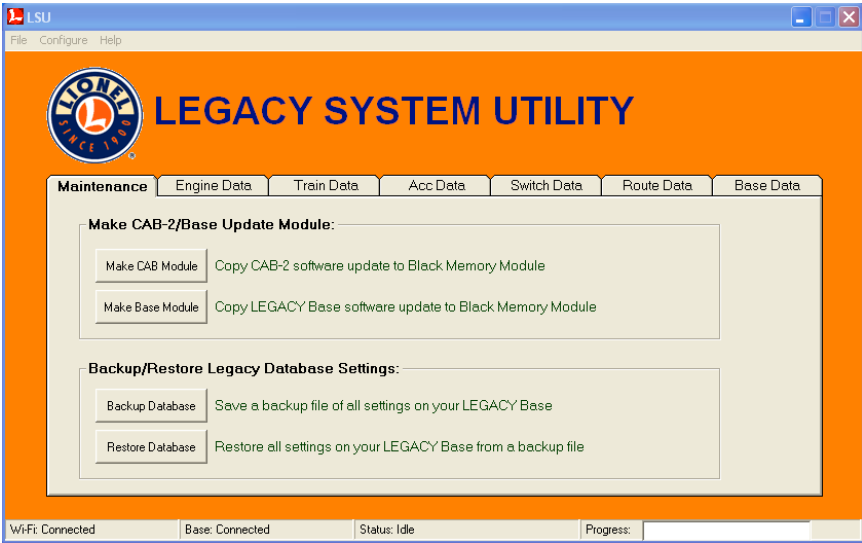 LSU
File Configure Help
LIONEL
L
SINCE 1900
®
LEGACY SYSTEM UTILITY
Maintenance Engine Data Train Data Acc Data Switch Data Route Data Base Data
Make CAB-2/Base Update Module:
Make CAB Module Copy CAB-2 software update to Black Memory Module
Make Base Module Copy LEGACY Base software update to Black Memory Module
Backup/Restore Legacy Database Settings:
Backup Database Save a backup file of all settings on your LEGACY Base
Restore Database Restore all settings on your LEGACY Base from a backup file
Wi-Fi: Connected Base: Connected Status: Idle Progress: